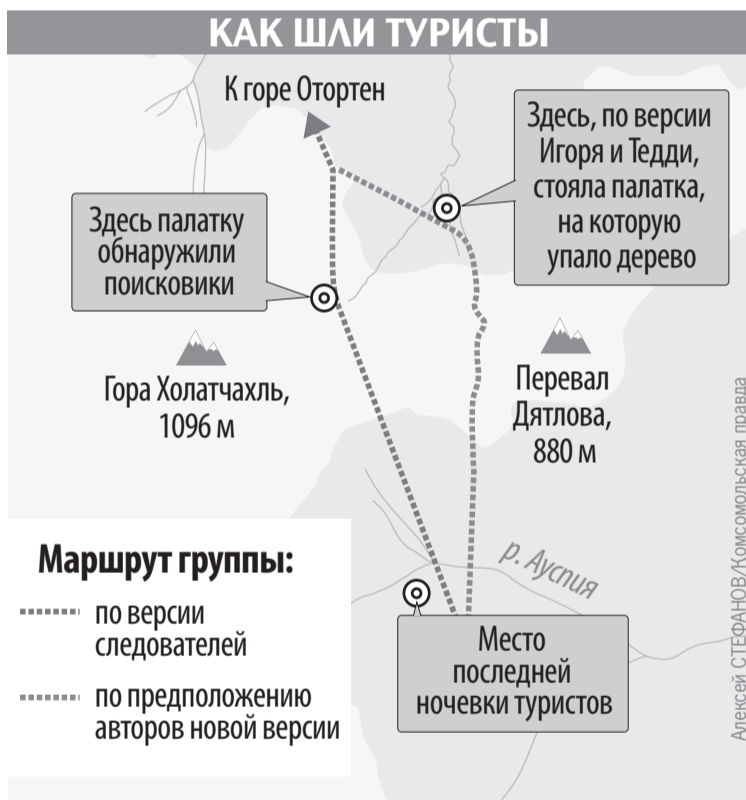 КАК ШЛИ ТУРИСТЫ
К горе Отортен
Здесь, по версии
Игоря и Тедди,
стояла палатка,
на которую
упало дерево
Здесь палатку
обнаружили
поисковики
Гора Холатчахль,
1096 м
Перевал
Дятлова,
880 м
Маршрут группы:
по версии
следователей
по предположению
авторов новой версии
р. Ауспия
Место
последней
ночевки туристов
Алексей СТЕФАНОВ/Комсомольская правда